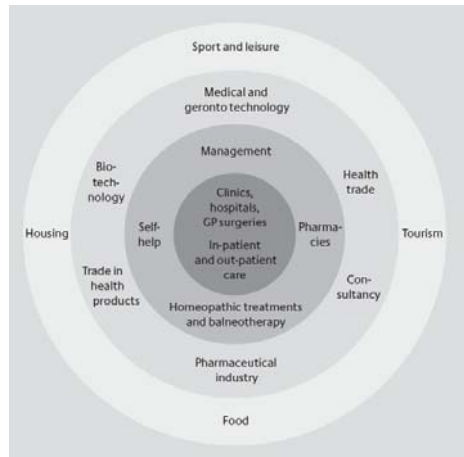 Sport and leisure
Medical and
geronto technology
Management
Bio-
tech-
nology
Health
trade
Clinics,
hospitals,
GP surgeries
Housing
Self-
help
Pharma-
cies
Tourism
In-patient
and out-patient
care
Trade in
health
products
Con-
sultancy
Homeopathic treatments
and balneotherapy
Pharmaceutical
industry
Food